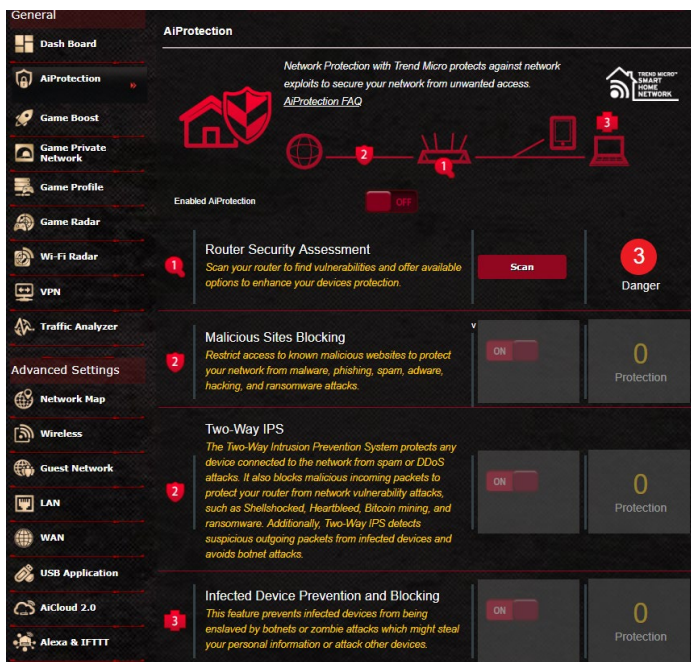 General
Dash Board
AiProtection
Game Boost
Game Private
Network
Game Profile
Game Radar
Wi-Fi Radar
VPN
Traffic Analyzer
Advanced Settings
Network Map
Wireless
Guest Network
LAN
WAN
USB Application
AiCloud 2.0
Alexa & IFTTT
AiProtection
Network Protection with Trend Micro protects against network
exploits to secure your network from unwanted access.
AiProtection FAQ
TREND MICRO™
SMART
HOME
NETWORK
3
2
1
Enabled AiProtection
OFF
1
Router Security Assessment
Scan your router to find vulnerabilities and offer available
options to enhance your devices protection.
Scan
3
Danger
2
Malicious Sites Blocking
Restrict access to known malicious websites to protect
your network from malware, phishing, spam, adware,
hacking, and ransomware attacks.
v
ON
0
Protection
2
Two-Way IPS
The Two-Way Intrusion Prevention System protects any
device connected to the network from spam or DDoS
attacks. It also blocks malicious incoming packets to
protect your router from network vulnerability attacks,
such as Shellshocked, Heartbleed, Bitcoin mining, and
ransomware. Additionally, Two-Way IPS detects
suspicious outgoing packets from infected devices and
avoids botnet attacks.
ON
0
Protection
3
Infected Device Prevention and Blocking
This feature prevents infected devices from being
enslaved by botnets or zombie attacks which might steal
your personal information or attack other devices.
ON
0
Protection